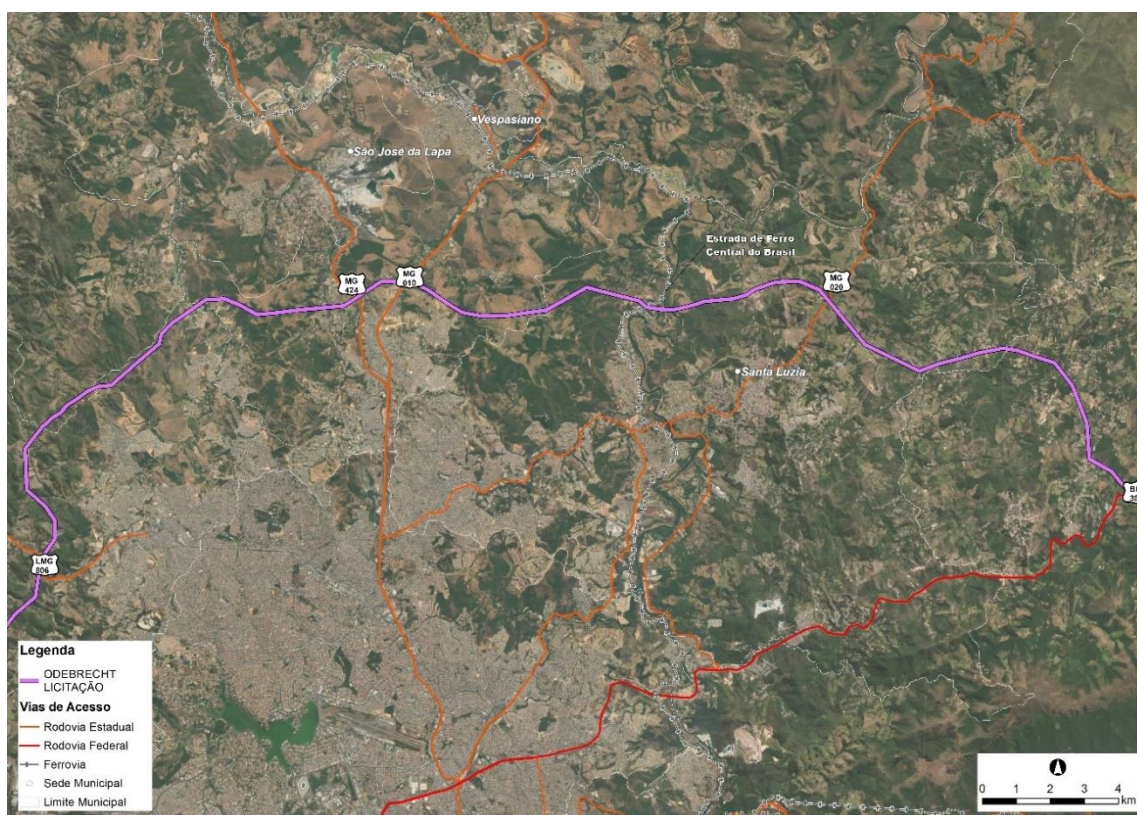 Vespasiano
São José da Lapa
Estrada de Ferro
Central do Brasil
MG
424
MG
010
MG
020
Santa Luzia
LMG
806
Legenda
ODEBRECHT
LICITAÇÃO
Vias de Acesso
Rodovia Estadual
Rodovia Federal
Ferrovia
Sede Municipal
Limite Municipal
0 1 2 3 4
km